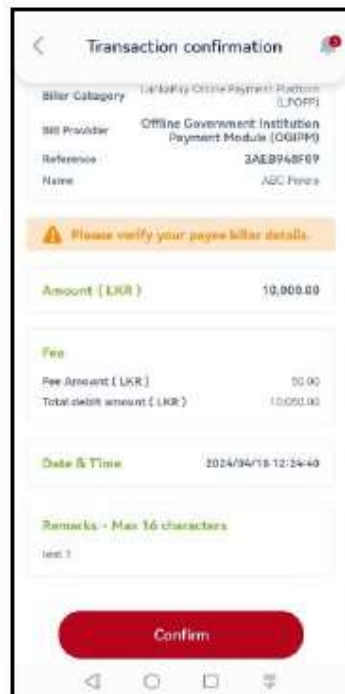 Transaction confirmation
Biller Category LankaPay Online Payment Platform
(LPOPP)
Bill Provider Offline Government Institution
Payment Module (OGIPM)
Reference 3AEB948F09
Name ABC Perera
Please verify your payee biller details.
Amount ( LKR ) 10,000.00
Fee
Fee Amount ( LKR ) 50.00
Total debit amount ( LKR ) 10,050.00
Date & Time 2024/04/18 12:34:40
Remarks - Max 16 characters
test 1
Confirm